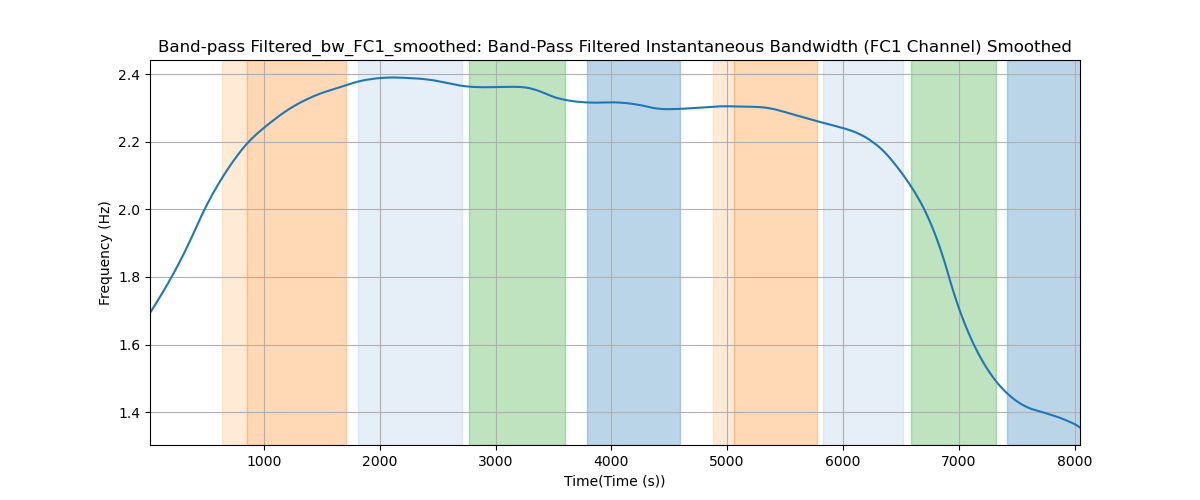 Band-pass Filtered_bw_FC1_smoothed: Band-Pass Filtered Instantaneous Bandwidth (FC1 Channel) Smoothed
Frequency (Hz)
2.4
2.2
2.0
1.8
1.6
1.4
1000 2000 3000 4000 5000 6000 7000 8000
Time(Time (s))